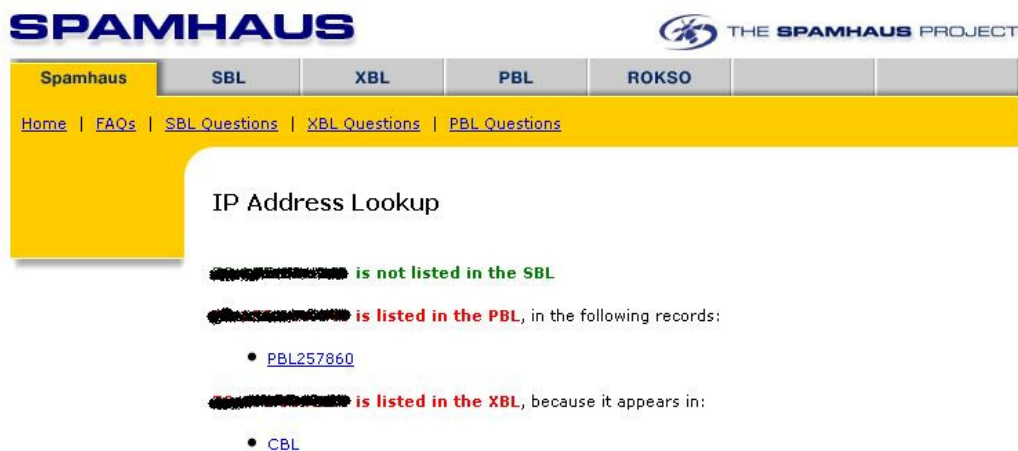 SPAMHAUS
THE SPAMHAUS PROJECT
Spamhaus SBL XBL PBL ROKSO
Home | FAQs | SBL Questions | XBL Questions | PBL Questions
IP Address Lookup
is not listed in the SBL
is listed in the PBL, in the following records:
• PBL257860
is listed in the XBL, because it appears in:
• CBL